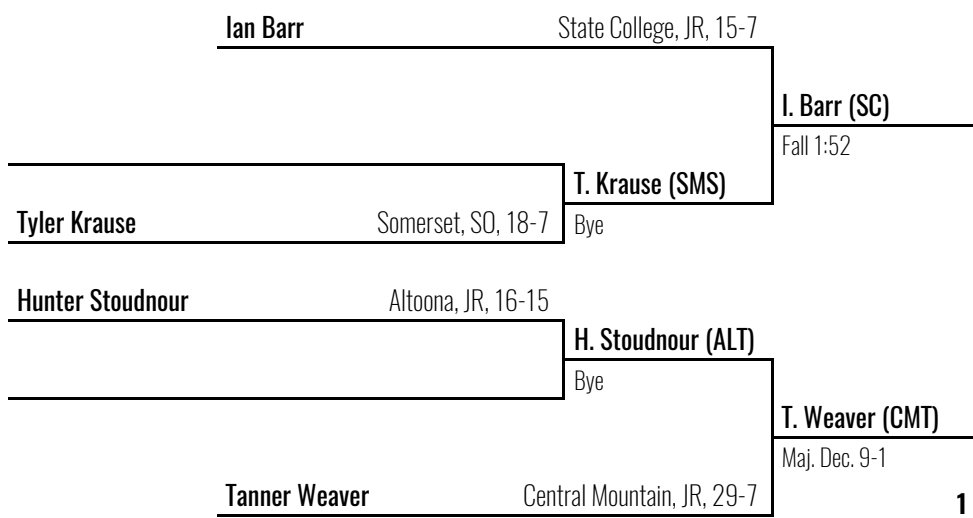 Ian Barr State College, JR, 15-7
I. Barr (SC)
Fall 1:52
T. Krause (SMS)
Tyler Krause Somerset, SO, 18-7
Bye
Hunter Stoudnour Altoona, JR, 16-15
H. Stoudnour (ALT)
Bye
T. Weaver (CMT)
Maj. Dec. 9-1
Tanner Weaver Central Mountain, JR, 29-7
1